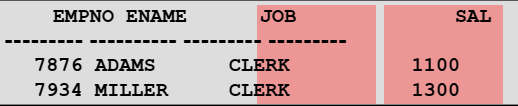 EMPNO ENAME JOB SAL
--------- ---------- --------- ---------
7876 ADAMS CLERK 1100
7934 MILLER CLERK 1300